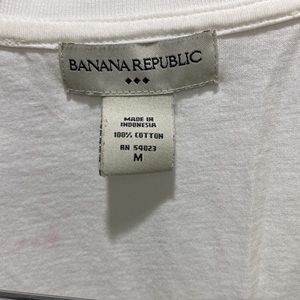 BANANA REPUBLIC
MADE IN
INDONESIA
100% COTTON
RN 54023
M